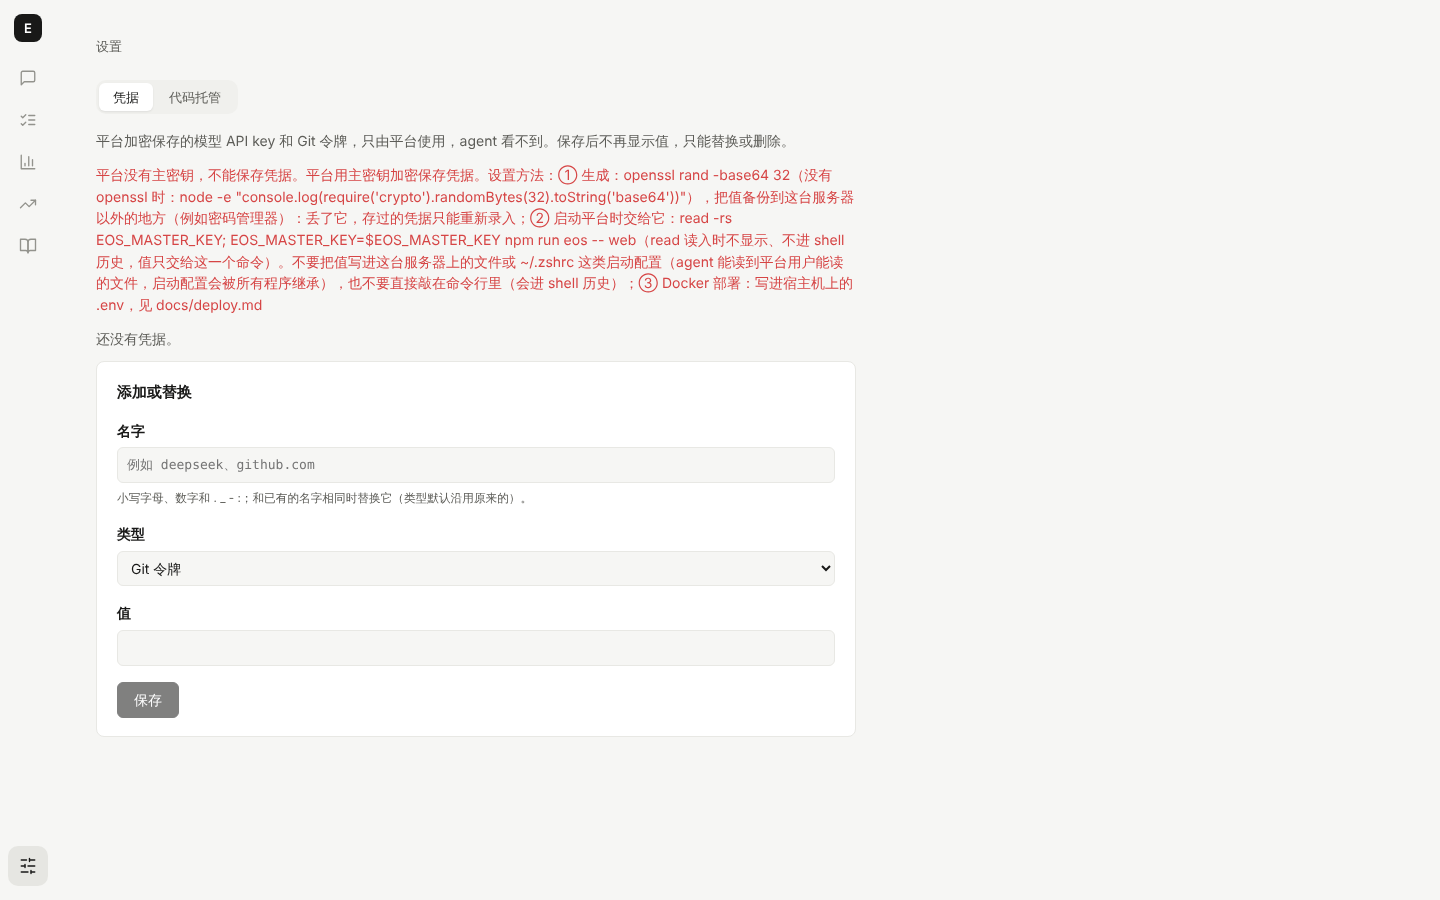 E
设置
凭据
代码托管
平台加密保存的模型 API key 和 Git 令牌，只由平台使用，agent 看不到。保存后不再显示值，只能替换或删除。
平台没有主密钥，不能保存凭据。平台用主密钥加密保存凭据。设置方法：① 生成：openssl rand -base64 32（没有
openssl 时：node -e "console.log(require('crypto').randomBytes(32).toString('base64'))"），把值备份到这台服务器
以外的地方（例如密码管理器）：丢了它，存过的凭据只能重新录入；② 启动平台时交给它：read -rs
EOS_MASTER_KEY; EOS_MASTER_KEY=$EOS_MASTER_KEY npm run eos -- web（read 读入时不显示、不进 shell
历史，值只交给这一个命令）。不要把值写进这台服务器上的文件或 ~/.zshrc 这类启动配置（agent 能读到平台用户能读
的文件，启动配置会被所有程序继承），也不要直接敲在命令行里（会进 shell 历史）；③ Docker 部署：写进宿主机上的
.env，见 docs/deploy.md
还没有凭据。
添加或替换
名字
例如 deepseek、github.com
小写字母、数字和 . _ - :；和已有的名字相同时替换它（类型默认沿用原来的）。
类型
Git 令牌
值
保存